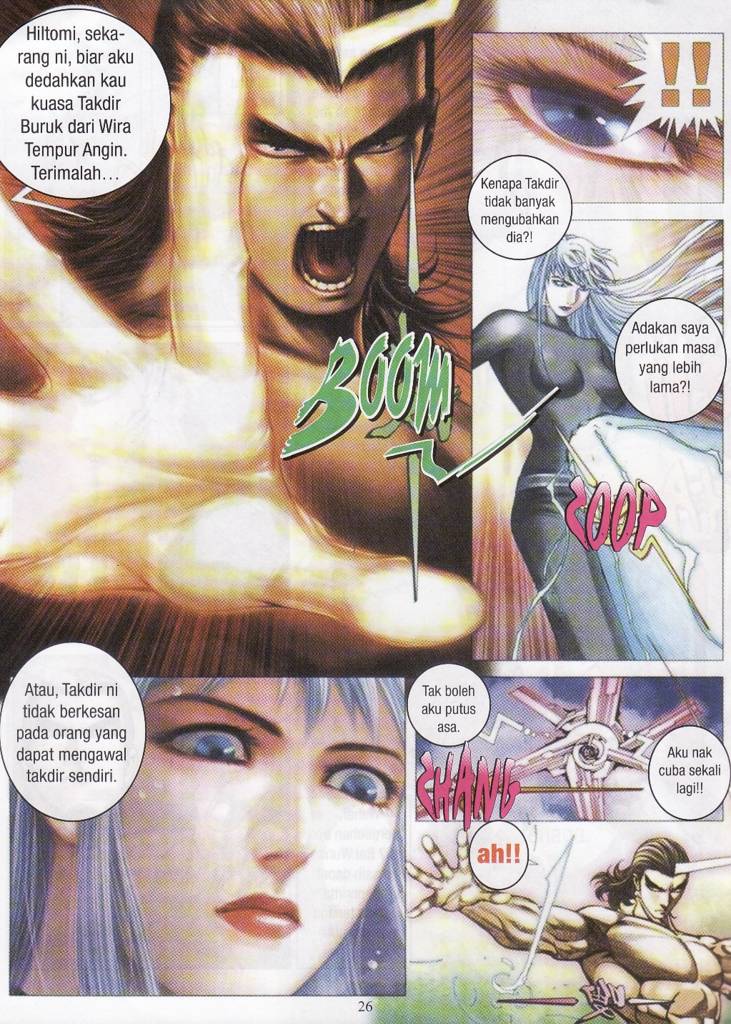 Hiltomi, seka-
rang ni, biar aku
dedahkan kau
kuasa Takdir
Buruk dari Wira
Tempur Angin.
Terimalah...
!!
Kenapa Takdir
tidak banyak
mengubahkan
dia?!
Adakan saya
perlukan masa
yang lebih
lama?!
BOOM
ZOOP
Atau, Takdir ni
tidak berkesan
pada orang yang
dapat mengawal
takdir sendiri.
Tak boleh
aku putus
asa.
Aku nak
cuba sekali
lagi!!
CHANG
ah!!
26